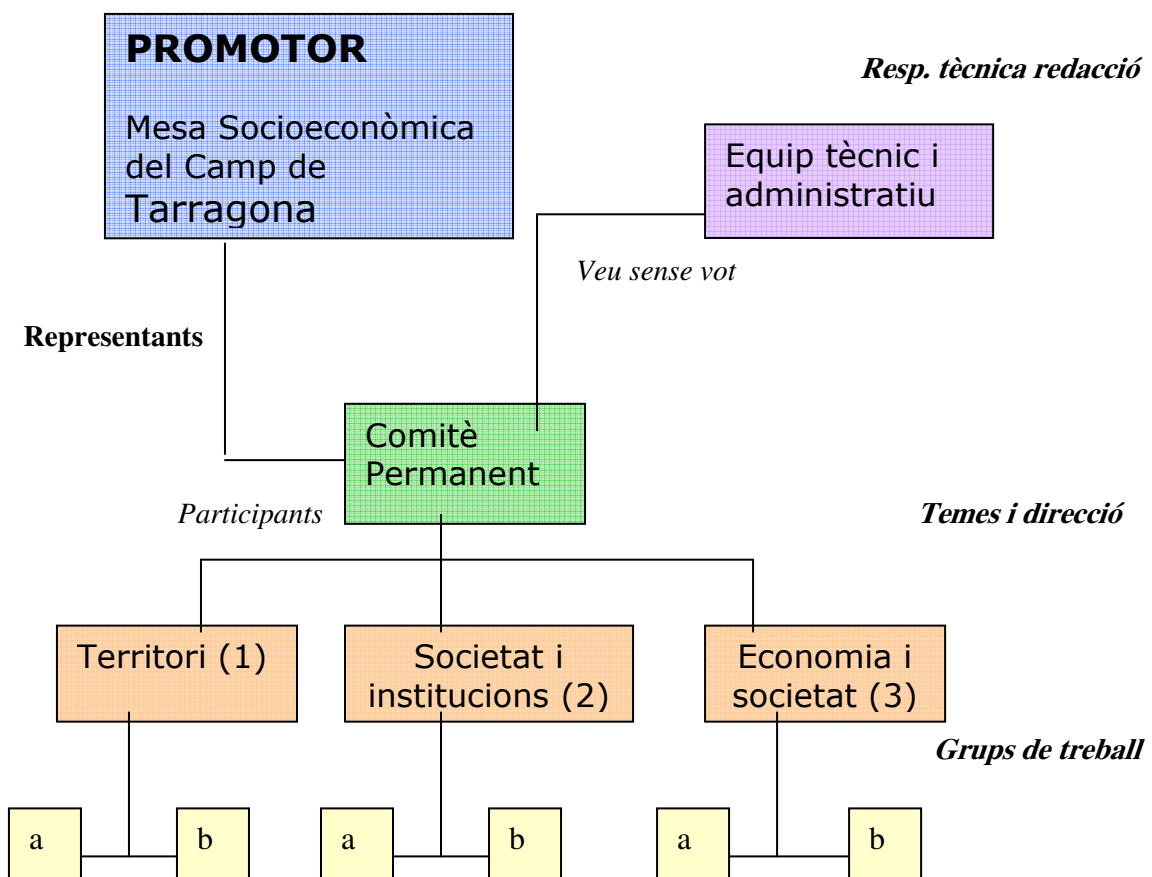 PROMOTOR
Mesa Socioeconòmica
del Camp de
Tarragona
Resp. tècnica redacció
Equip tècnic i
administratiu
Veu sense vot
Representants
Comitè
Permanent
Participants
Temes i direcció
Territori (1)
Societat i
institucions (2)
Economia i
societat (3)
Grups de treball
a
b
a
b
a
b